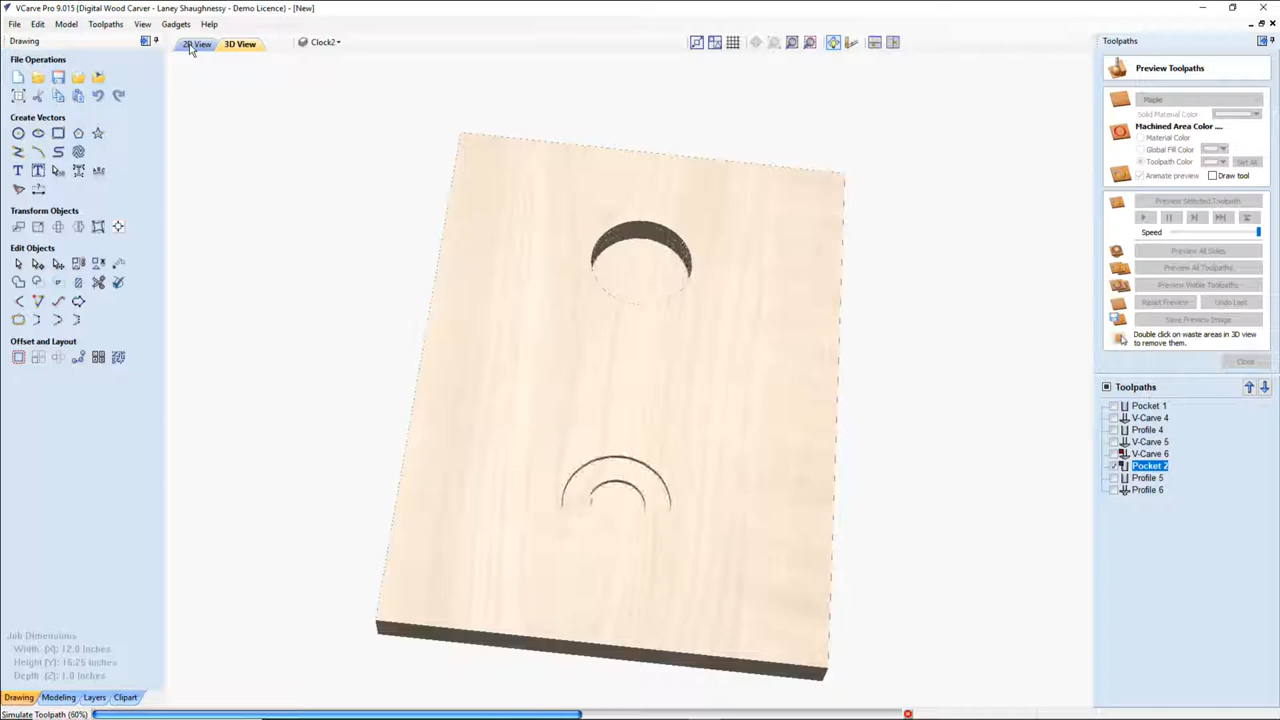 VCarve Pro 9.015 {Digital Wood Carver - Laney Shaughnessy - Demo Licence} - [New]
File Edit Model Toolpaths View Gadgets Help
Drawing
2D View 3D View Clock2
Toolpaths
File Operations
Create Vectors
Transform Objects
Edit Objects
Offset and Layout
Job Dimensions
Width (X): 12.0 Inches
Height (Y): 16.25 Inches
Depth (Z): 1.0 Inches
Drawing Modeling Layers Clipart
Simulate Toolpath (60%)
Preview Toolpaths
Maple
Solid Material Color
Machined Area Color ....
Material Color
Global Fill Color
Toolpath Color Set All
Animate preview Draw tool
Preview Selected Toolpath
Speed
Preview All Sides
Preview All Toolpaths
Preview Visible Toolpaths
Reset Preview Undo Last
Save Preview Image
Double click on waste areas in 3D view
to remove them.
Close
Toolpaths
Pocket 1
V-Carve 4
Profile 4
V-Carve 5
V-Carve 6
Pocket 2
Profile 5
Profile 6